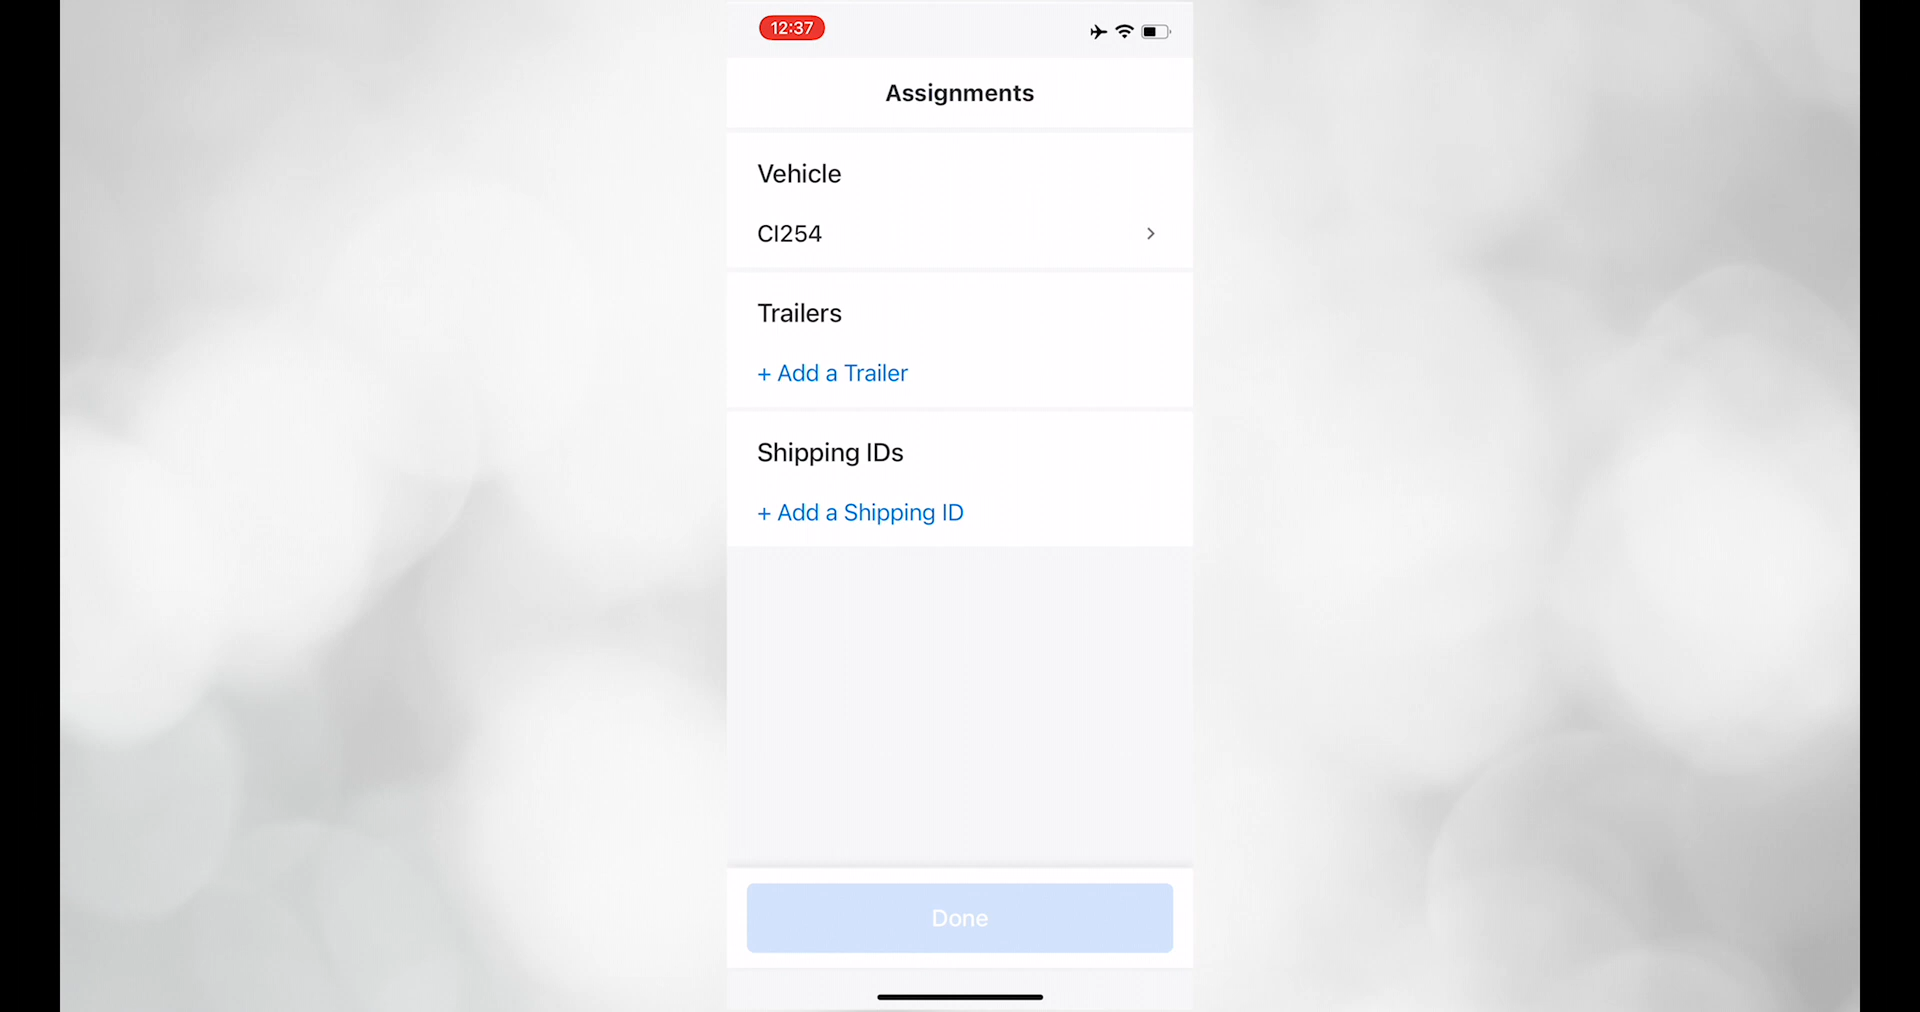 12:37
Assignments
Vehicle
CI254
Trailers
+ Add a Trailer
Shipping IDs
+ Add a Shipping ID
Done